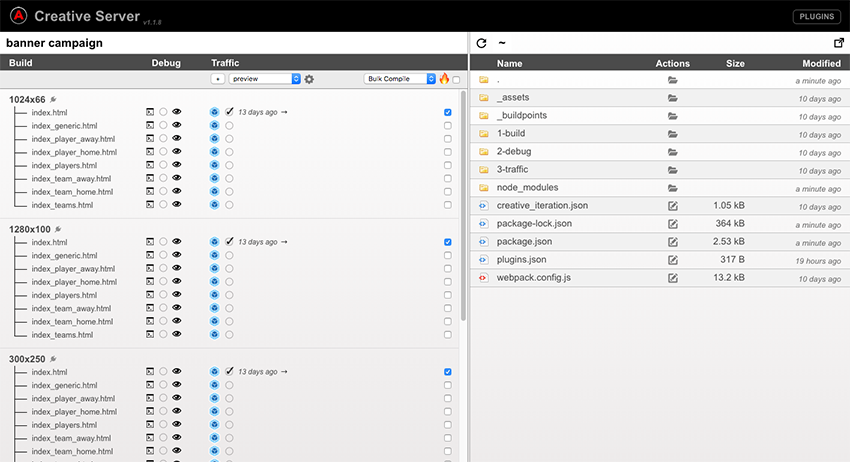 Creative Server v1.1.8
PLUGINS
banner campaign
Build Debug Traffic
+ preview Bulk Compile
1024x66
index.html 13 days ago →
index_generic.html
index_player_away.html
index_player_home.html
index_players.html
index_team_away.html
index_team_home.html
index_teams.html
1280x100
index.html 13 days ago →
index_generic.html
index_player_away.html
index_player_home.html
index_players.html
index_team_away.html
index_team_home.html
index_teams.html
300x250
index.html 13 days ago →
index_generic.html
index_player_away.html
index_player_home.html
index_players.html
index_team_away.html
index_team_home.html
~
Name Actions Size Modified
. a minute ago
_assets 10 days ago
_buildpoints 10 days ago
1-build 10 days ago
2-debug 10 days ago
3-traffic 10 days ago
node_modules a minute ago
creative_iteration.json 1.05 kB 10 days ago
package-lock.json 364 kB a minute ago
package.json 2.53 kB a minute ago
plugins.json 317 B 19 hours ago
webpack.config.js 13.2 kB 10 days ago